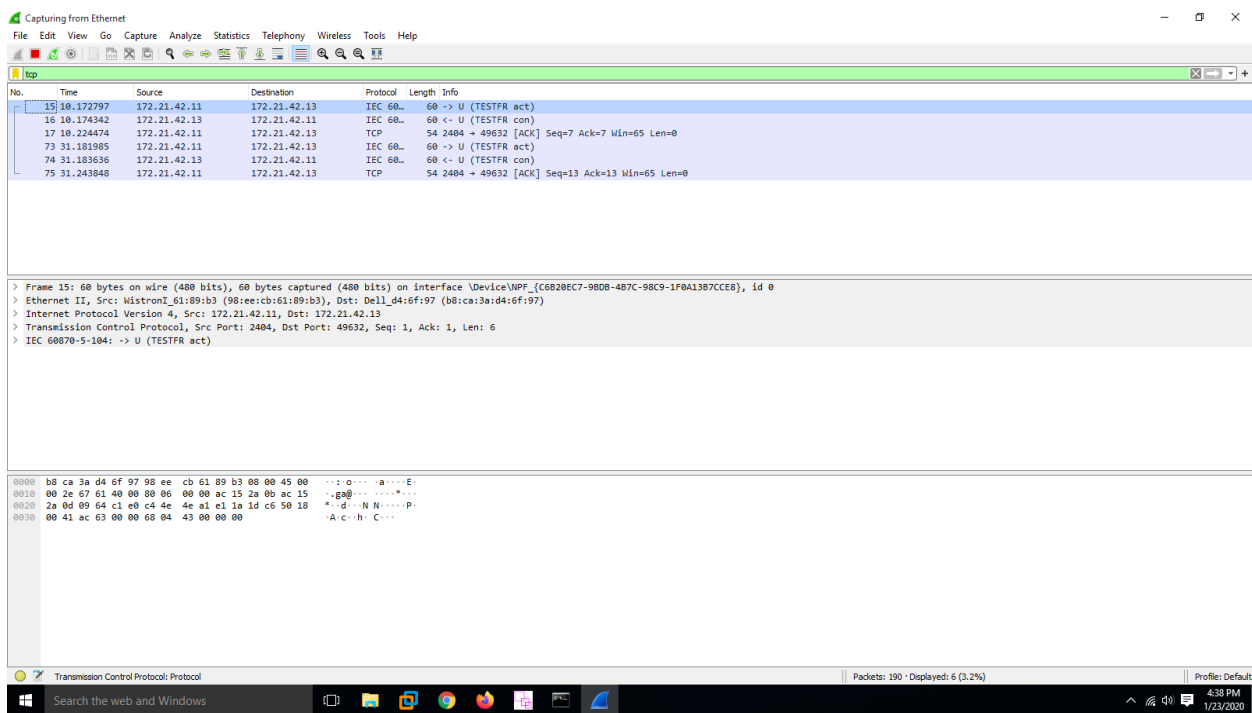 Capturing from Ethernet
File Edit View Go Capture Analyze Statistics Telephony Wireless Tools Help
tcp
No. Time Source Destination Protocol Length Info
15 10.172797 172.21.42.11 172.21.42.13 IEC 60… 60 -> U (TESTFR act)
16 10.174342 172.21.42.13 172.21.42.11 IEC 60… 60 <- U (TESTFR con)
17 10.224474 172.21.42.11 172.21.42.13 TCP 54 2404 → 49632 [ACK] Seq=7 Ack=7 Win=65 Len=0
73 31.181985 172.21.42.11 172.21.42.13 IEC 60… 60 -> U (TESTFR act)
74 31.183636 172.21.42.13 172.21.42.11 IEC 60… 60 <- U (TESTFR con)
75 31.243848 172.21.42.11 172.21.42.13 TCP 54 2404 → 49632 [ACK] Seq=13 Ack=13 Win=65 Len=0
> Frame 15: 60 bytes on wire (480 bits), 60 bytes captured (480 bits) on interface \Device\NPF_{C6B20EC7-9BDB-4B7C-98C9-1F0A13B7CCE8}, id 0
> Ethernet II, Src: WistronI_61:89:b3 (98:ee:cb:61:89:b3), Dst: Dell_d4:6f:97 (b8:ca:3a:d4:6f:97)
> Internet Protocol Version 4, Src: 172.21.42.11, Dst: 172.21.42.13
> Transmission Control Protocol, Src Port: 2404, Dst Port: 49632, Seq: 1, Ack: 1, Len: 6
> IEC 60870-5-104: -> U (TESTFR act)
0000 b8 ca 3a d4 6f 97 98 ee cb 61 89 b3 08 00 45 00 ··:·o··· ·a····E·
0010 00 2e 67 61 40 00 80 06 00 00 ac 15 2a 0b ac 15 ·.ga@··· ····*···
0020 2a 0d 09 64 c1 e0 c4 4e 4e a1 e1 1a 1d c6 50 18 *··d···N N·····P·
0030 00 41 ac 63 00 00 68 04 43 00 00 00 ·A·c··h· C···
Transmission Control Protocol: Protocol
Packets: 190 · Displayed: 6 (3.2%)
Profile: Default
Search the web and Windows
4:38 PM
1/23/2020